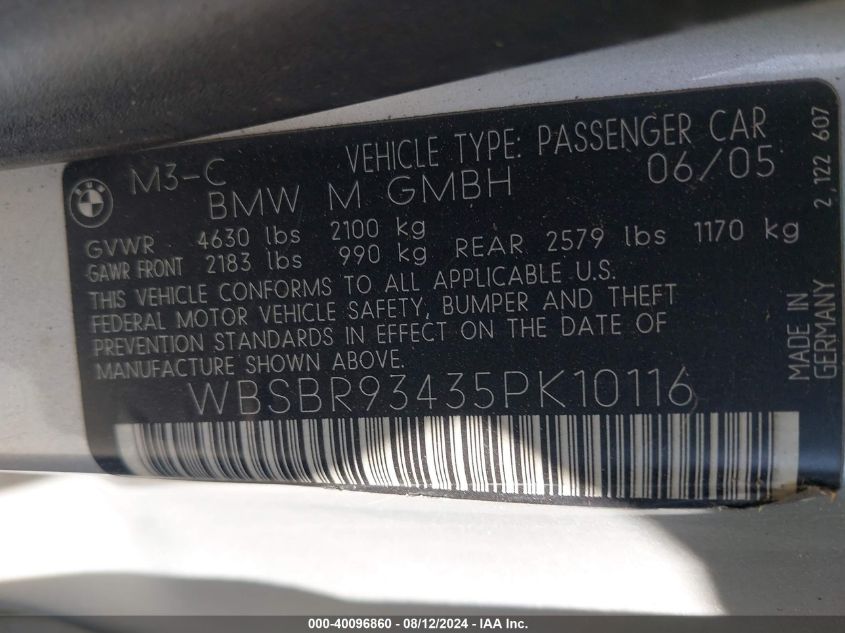 BMW
M3-C VEHICLE TYPE: PASSENGER CAR
BMW M GMBH 06/05
GVWR 4630 lbs 2100 kg
GAWR FRONT 2183 lbs 990 kg REAR 2579 lbs 1170 kg
THIS VEHICLE CONFORMS TO ALL APPLICABLE U.S.
FEDERAL MOTOR VEHICLE SAFETY, BUMPER AND THEFT
PREVENTION STANDARDS IN EFFECT ON THE DATE OF
MANUFACTURE SHOWN ABOVE.
WBSBR93435PK10116
2,122 607
MADE IN
GERMANY
000-40096860 - 08/12/2024 - © IAA Inc.